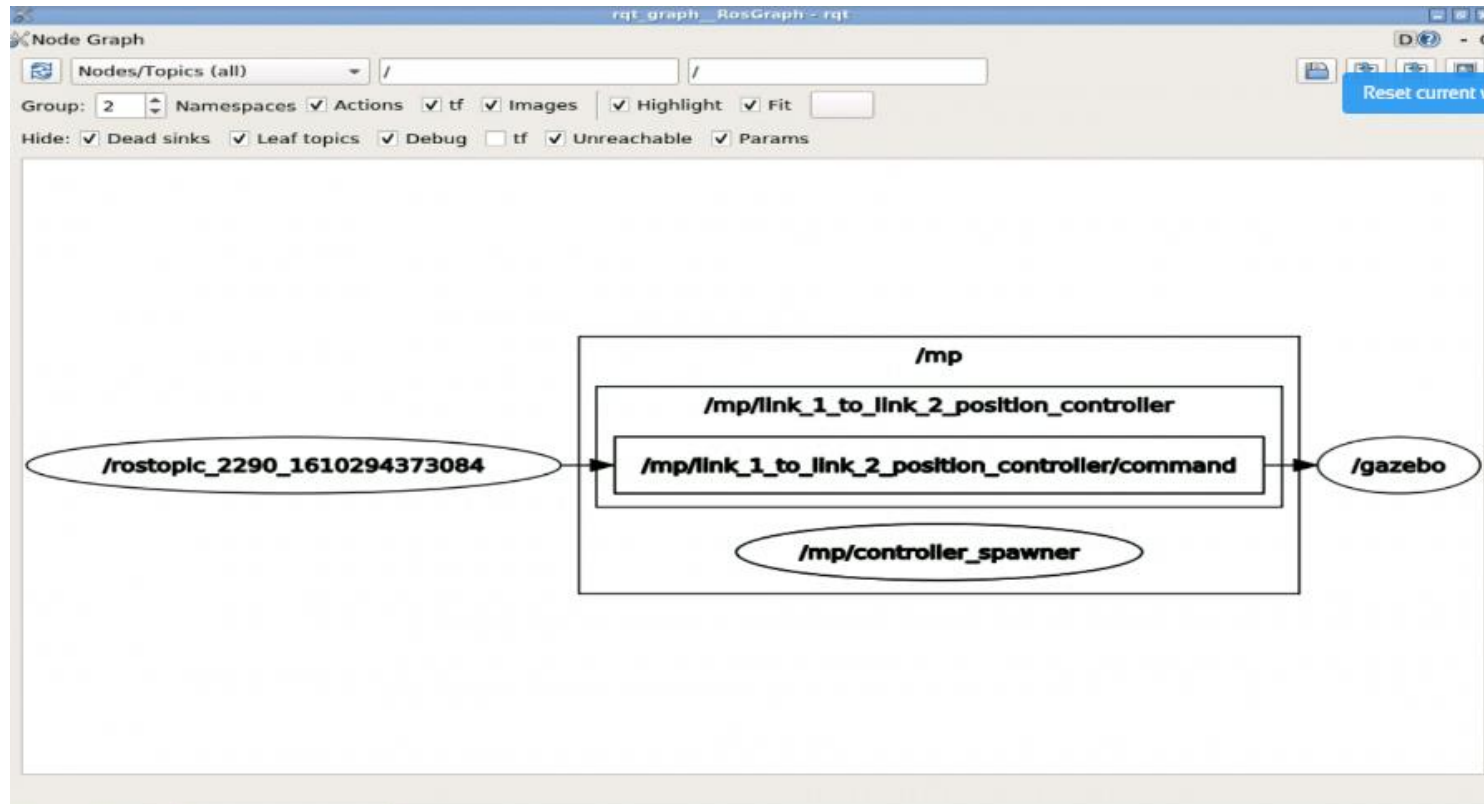 rqt_graph__RosGraph - rqt
Node Graph
D
Nodes/Topics (all) / /
Reset current
Group: 2 Namespaces Actions tf Images Highlight Fit
Hide: Dead sinks Leaf topics Debug tf Unreachable Params
/mp
/mp/link_1_to_link_2_position_controller
/rostopic_2290_1610294373084 /mp/link_1_to_link_2_position_controller/command /gazebo
/mp/controller_spawner